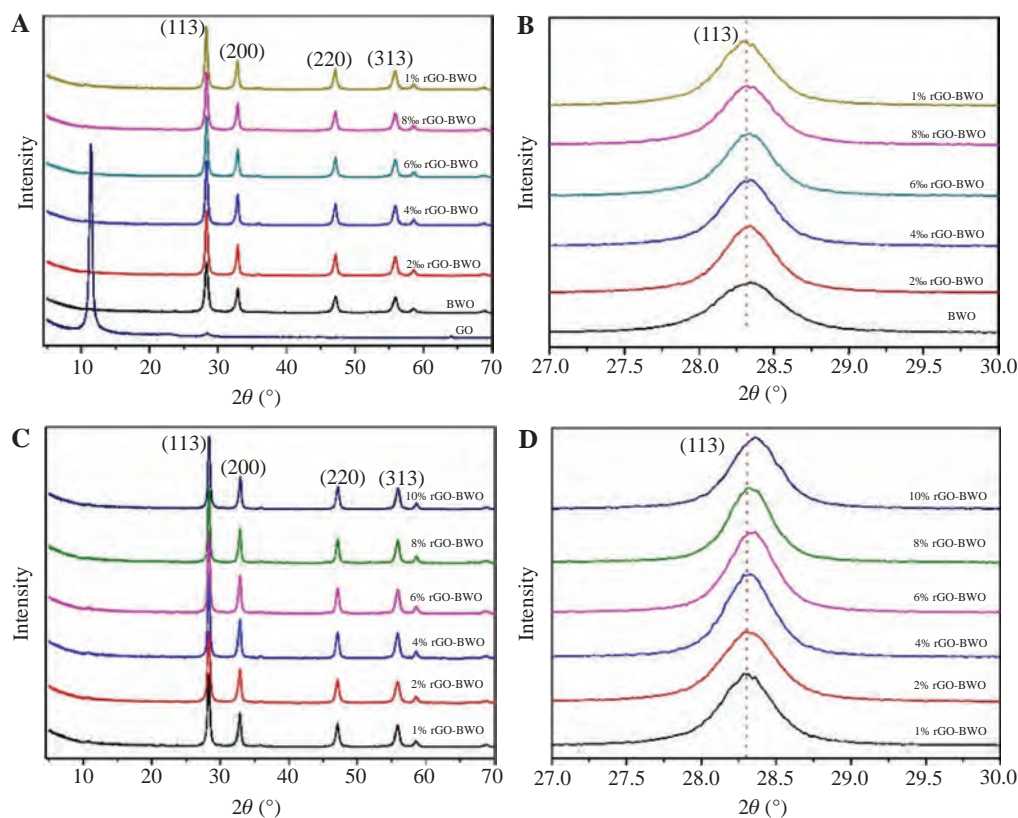 A
(113)
(200)
(220)
(313)
1% rGO-BWO
8‰ rGO-BWO
6‰ rGO-BWO
4‰ rGO-BWO
2‰ rGO-BWO
BWO
GO
Intensity
10 20 30 40 50 60 70
2θ (°)
B
(113)
1% rGO-BWO
8‰ rGO-BWO
6‰ rGO-BWO
4‰ rGO-BWO
2‰ rGO-BWO
BWO
Intensity
27.0 27.5 28.0 28.5 29.0 29.5 30.0
2θ (°)
C
(113)
(200)
(220)
(313)
10% rGO-BWO
8% rGO-BWO
6% rGO-BWO
4% rGO-BWO
2% rGO-BWO
1% rGO-BWO
Intensity
10 20 30 40 50 60 70
2θ (°)
D
(113)
10% rGO-BWO
8% rGO-BWO
6% rGO-BWO
4% rGO-BWO
2% rGO-BWO
1% rGO-BWO
Intensity
27.0 27.5 28.0 28.5 29.0 29.5 30.0
2θ (°)